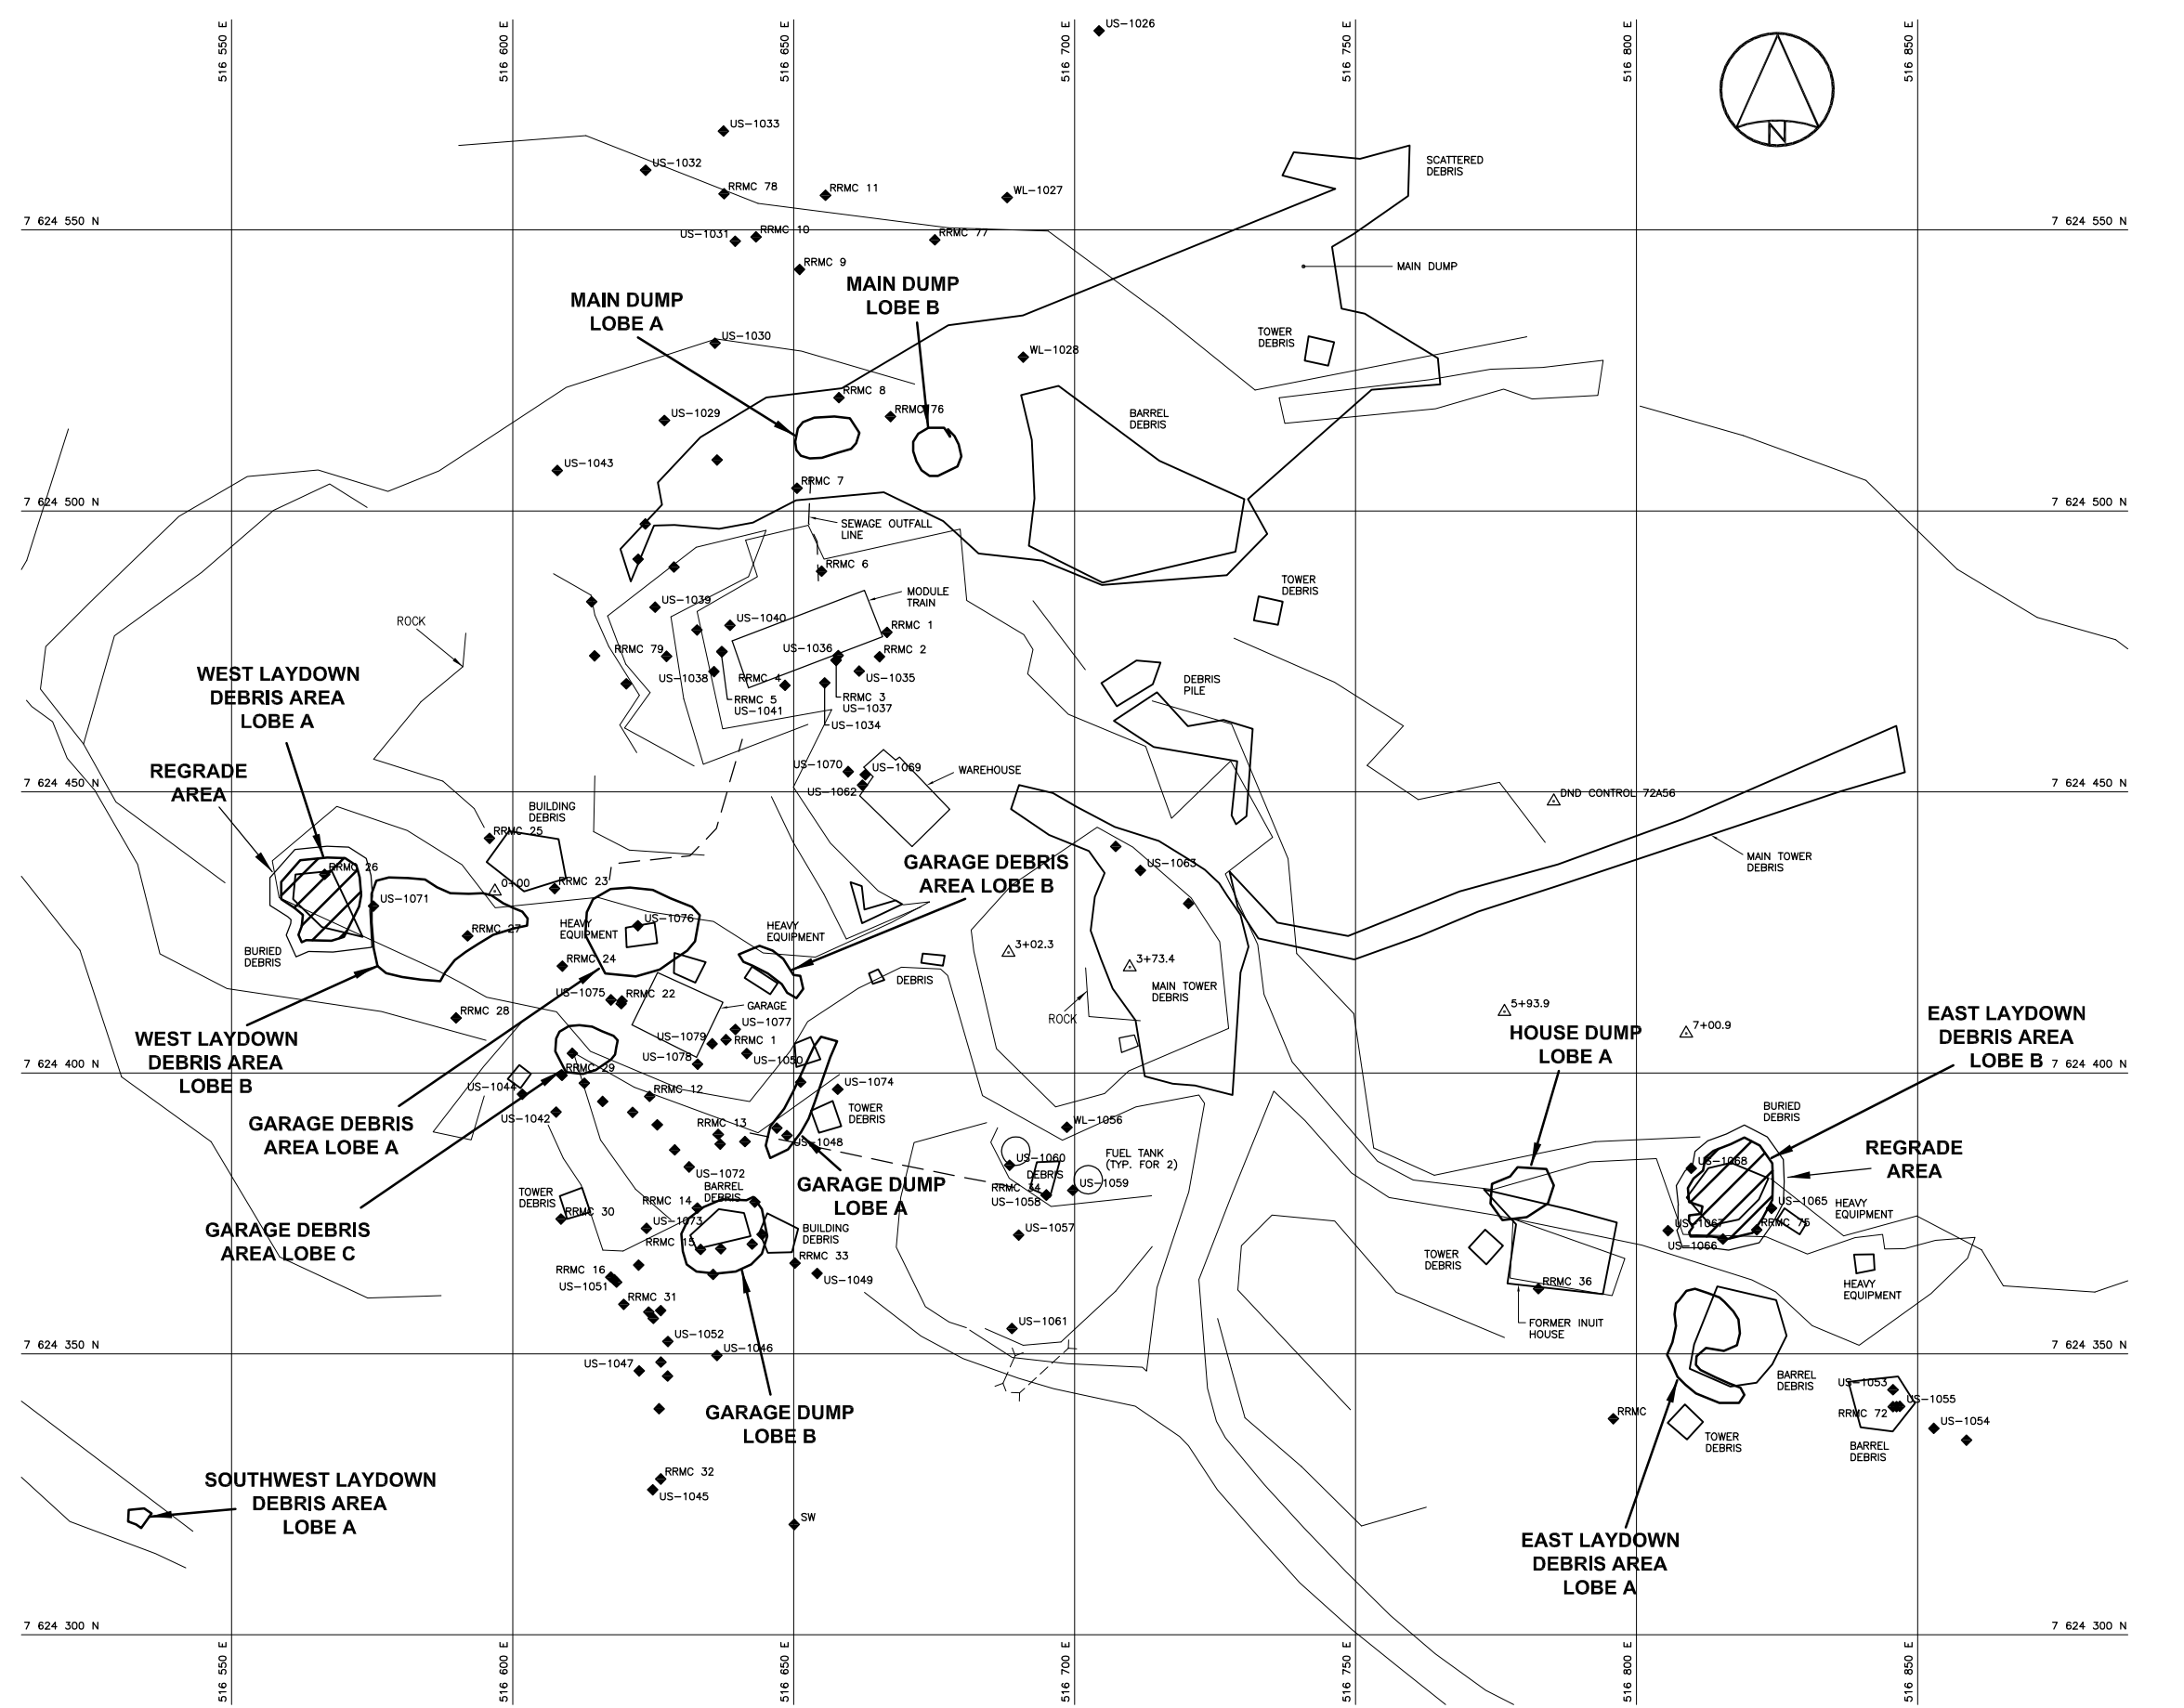 516 550 E
516 600 E
516 650 E
516 700 E
516 750 E
516 800 E
516 850 E
US-1026
N
US-1033
US-1032
RRMC 78
RRMC 11
WL-1027
SCATTERED
DEBRIS
7 624 550 N
7 624 550 N
US-1031
RRMC 10
RRMC 77
RRMC 9
MAIN DUMP
MAIN DUMP
LOBE A
MAIN DUMP
LOBE B
US-1030
WL-1028
TOWER
DEBRIS
RRMC 8
US-1029
RRMC 76
BARREL
DEBRIS
US-1043
RRMC 7
7 624 500 N
7 624 500 N
SEWAGE OUTFALL
LINE
RRMC 6
MODULE
TRAIN
TOWER
DEBRIS
US-1039
US-1040
ROCK
RRMC 1
RRMC 79
US-1036
RRMC 2
US-1038
RRMC 4
US-1035
RRMC 5
US-1041
RRMC 3
US-1037
US-1034
DEBRIS
PILE
WEST LAYDOWN
DEBRIS AREA
LOBE A
REGRADE
AREA
US-1070
US-1069
WAREHOUSE
US-1062
7 624 450 N
7 624 450 N
DND CONTROL 72A56
BUILDING
DEBRIS
RRMC 25
RRMC 26
GARAGE DEBRIS
AREA LOBE B
US-1063
MAIN TOWER
DEBRIS
0+00
RRMC 23
US-1071
US-1076
HEAVY
EQUIPMENT
HEAVY
EQUIPMENT
RRMC 27
BURIED
DEBRIS
3+02.3
3+73.4
RRMC 24
DEBRIS
MAIN TOWER
DEBRIS
US-1075
RRMC 22
GARAGE
RRMC 28
ROCK
5+93.9
7+00.9
WEST LAYDOWN
DEBRIS AREA
LOBE B
US-1077
US-1079
RRMC 1
US-1078
US-1050
HOUSE DUMP
LOBE A
EAST LAYDOWN
DEBRIS AREA
LOBE B
7 624 400 N
7 624 400 N
RRMC 29
US-1044
RRMC 12
US-1074
US-1042
TOWER
DEBRIS
WL-1056
BURIED
DEBRIS
GARAGE DEBRIS
AREA LOBE A
RRMC 13
US-1048
US-1060
FUEL TANK
(TYP. FOR 2)
US-1068
REGRADE
AREA
US-1072
DEBRIS
RRMC 34
US-1059
US-1058
GARAGE DUMP
LOBE A
TOWER
DEBRIS
RRMC 14
BARREL
DEBRIS
US-1065
HEAVY
EQUIPMENT
RRMC 30
US-1073
BUILDING
DEBRIS
US-1057
US-1067
RRMC 75
US-1066
GARAGE DEBRIS
AREA LOBE C
RRMC 15
RRMC 33
TOWER
DEBRIS
RRMC 16
US-1051
US-1049
RRMC 36
HEAVY
EQUIPMENT
RRMC 31
US-1061
FORMER INUIT
HOUSE
7 624 350 N
7 624 350 N
US-1052
US-1046
US-1047
BARREL
DEBRIS
US-1053
US-1055
RRMC 72
US-1054
RRMC
GARAGE DUMP
LOBE B
TOWER
DEBRIS
BARREL
DEBRIS
RRMC 32
US-1045
SOUTHWEST LAYDOWN
DEBRIS AREA
LOBE A
SW
EAST LAYDOWN
DEBRIS AREA
LOBE A
7 624 300 N
7 624 300 N
516 550 E
516 600 E
516 650 E
516 700 E
516 750 E
516 800 E
516 850 E